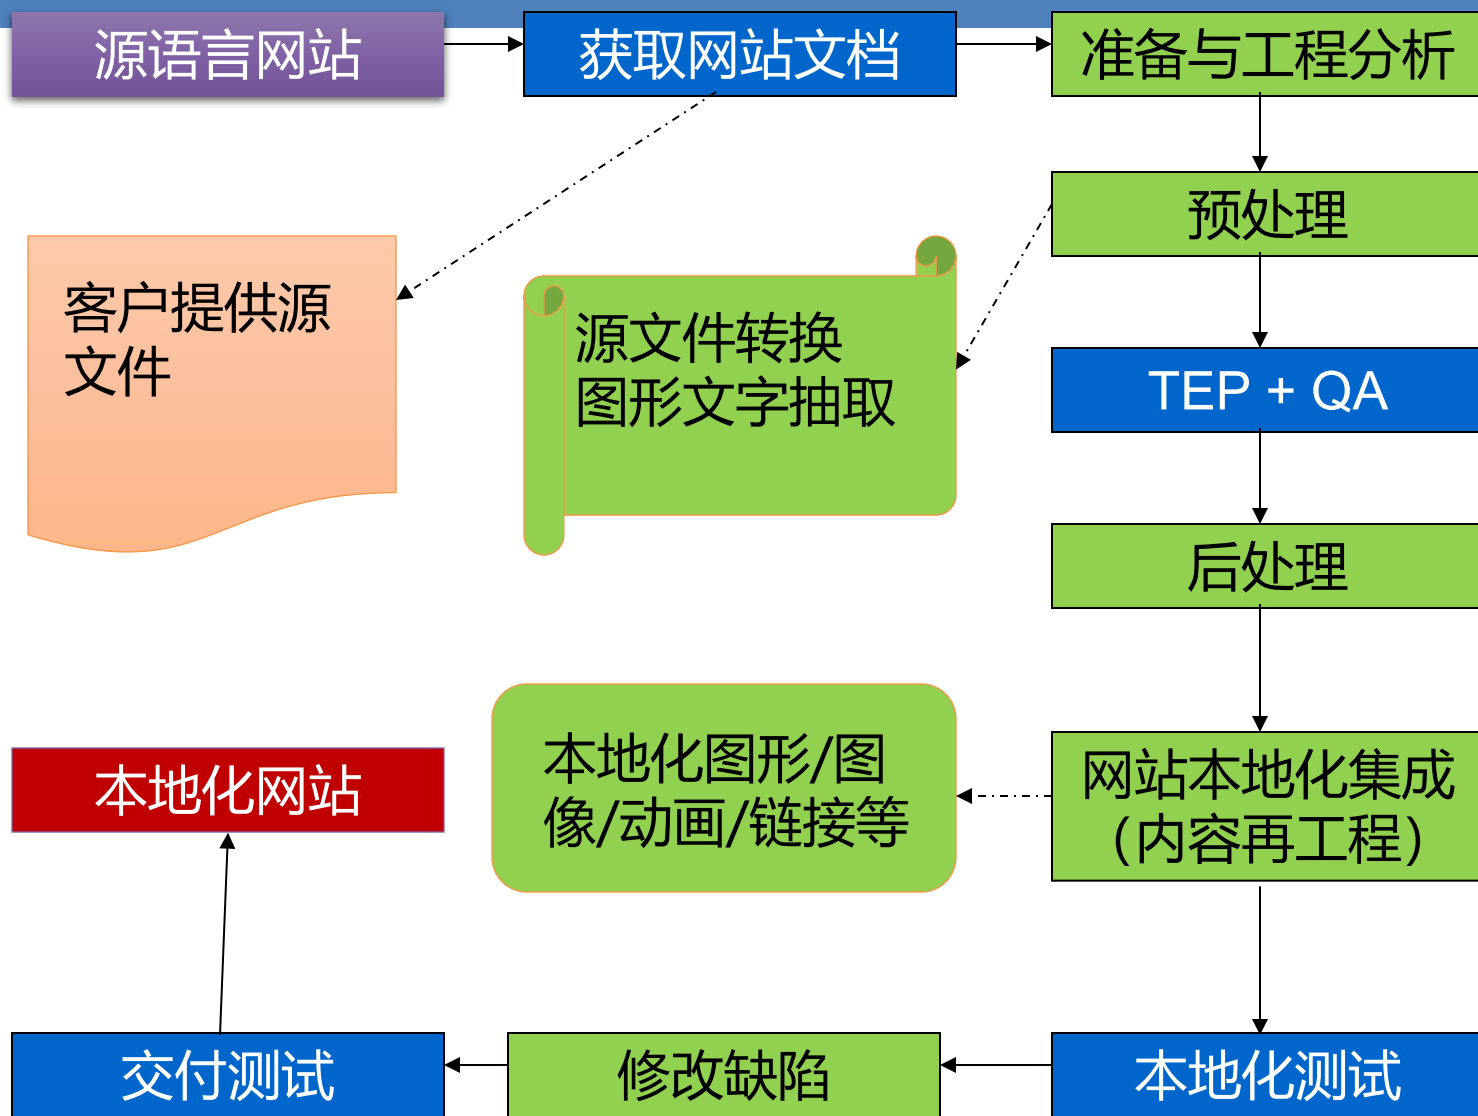 源语言网站
获取网站文档
准备与工程分析
预处理
客户提供源
文件
源文件转换
图形文字抽取
TEP + QA
后处理
本地化图形/图
像/动画/链接等
网站本地化集成
（内容再工程）
本地化网站
交付测试
修改缺陷
本地化测试